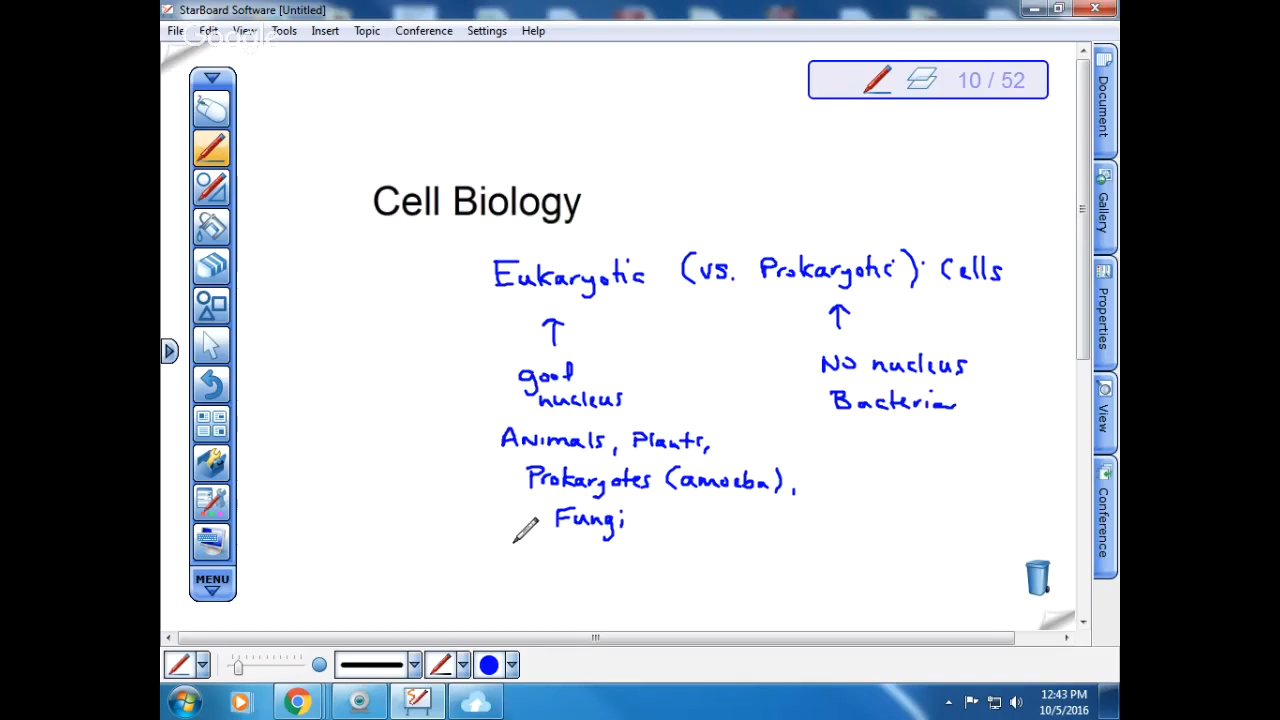 StarBoard Software [Untitled]
File Edit View Tools Insert Topic Conference Settings Help
Google
10 / 52
Cell Biology
Eukaryotic (vs. Prokaryotic) Cells
↑ ↑
good
nucleus
No nucleus
Bacteria
Animals, Plants,
Prokaryotes (amoeba),
Fungi
MENU
Document
Gallery
Properties
View
Conference
12:43 PM
10/5/2016